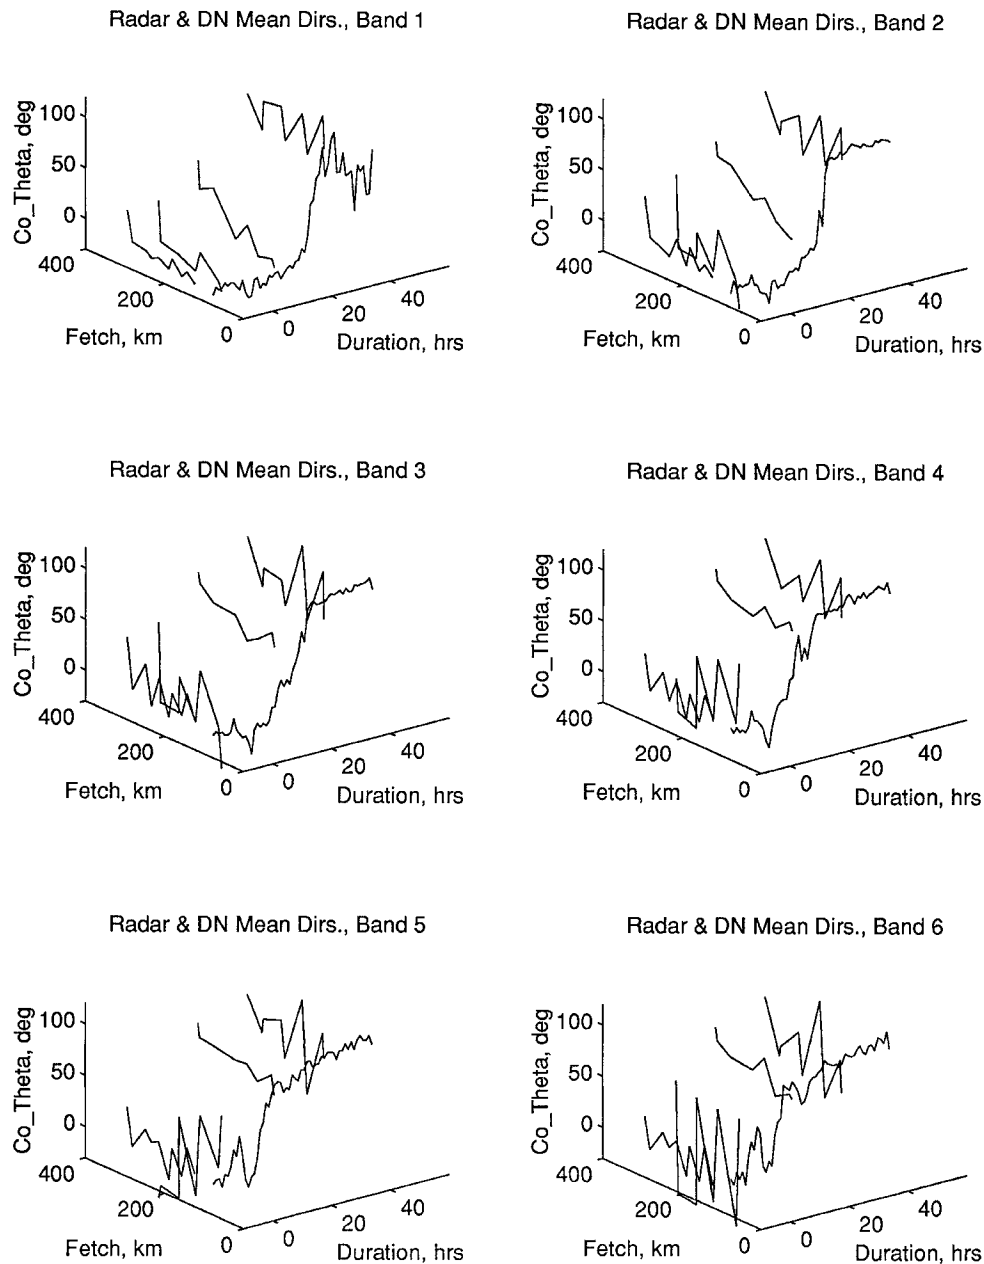 Radar & DN Mean Dirs., Band 1
Co_Theta, deg
100
50
0
400
200
0
Fetch, km
0
20
40
Duration, hrs
Radar & DN Mean Dirs., Band 2
Co_Theta, deg
100
50
0
400
200
0
Fetch, km
0
20
40
Duration, hrs
Radar & DN Mean Dirs., Band 3
Co_Theta, deg
100
50
0
400
200
0
Fetch, km
0
20
40
Duration, hrs
Radar & DN Mean Dirs., Band 4
Co_Theta, deg
100
50
0
400
200
0
Fetch, km
0
20
40
Duration, hrs
Radar & DN Mean Dirs., Band 5
Co_Theta, deg
100
50
0
400
200
0
Fetch, km
0
20
40
Duration, hrs
Radar & DN Mean Dirs., Band 6
Co_Theta, deg
100
50
0
400
200
0
Fetch, km
0
20
40
Duration, hrs